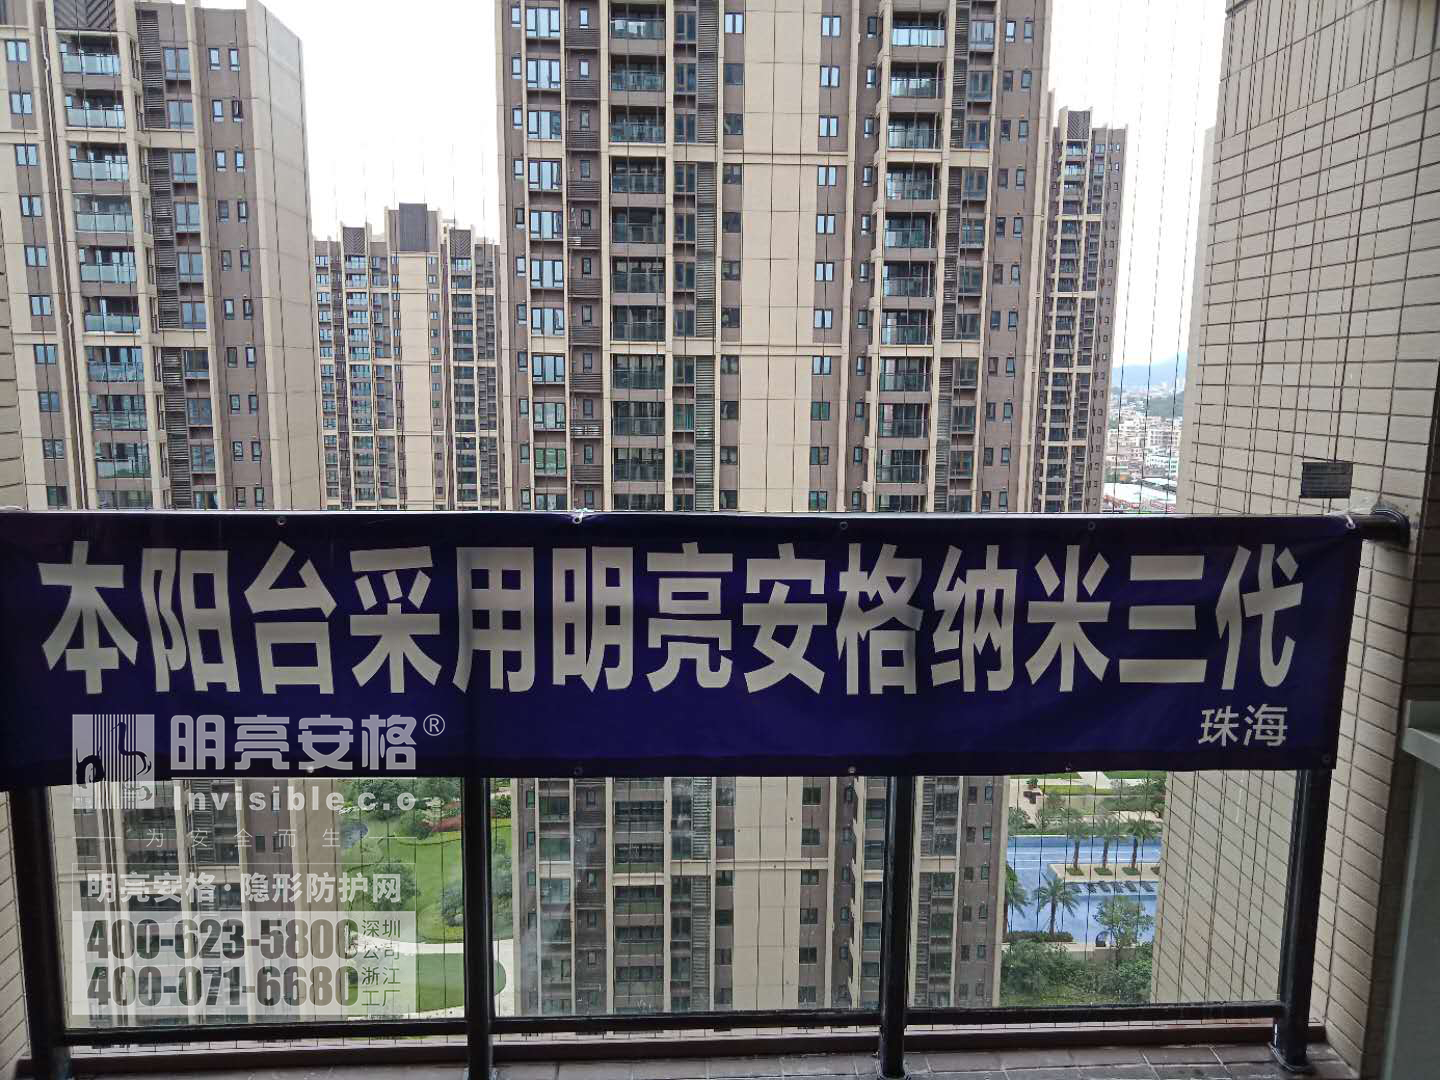 本阳台采用明亮安格纳米三代
珠海
明亮安格®
Invisible c.o
为安全而生
明亮安格·隐形防护网
400-623-5800 深圳公司
400-071-6680 浙江工厂